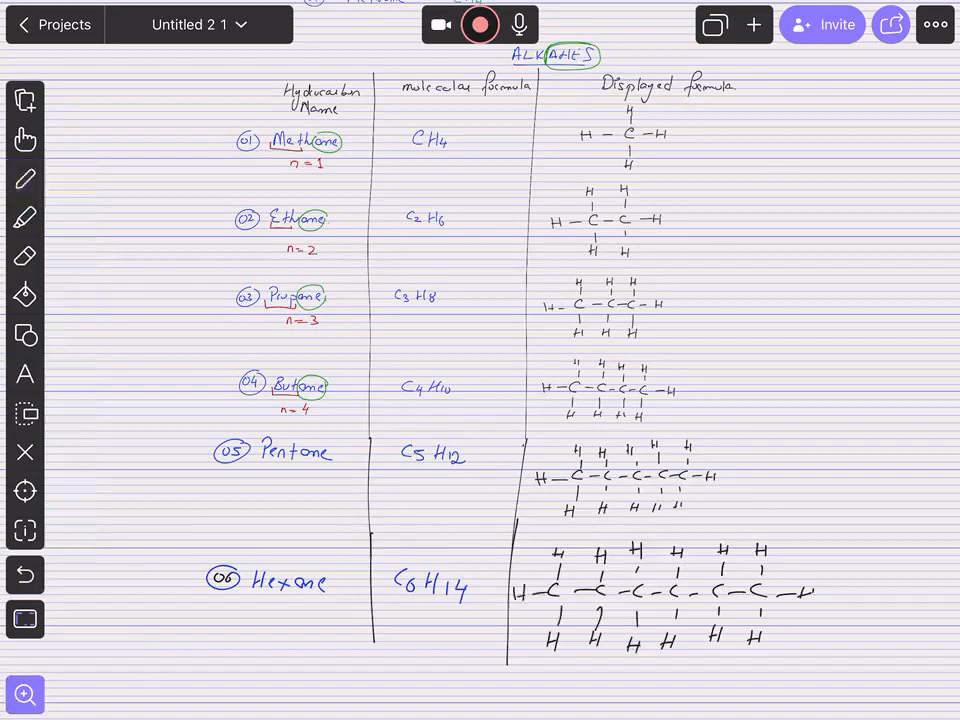 Projects
Untitled 2 1
Invite
ALKANES
Hydrocarbon Name
molecular formula
Displayed formula
01 Methane
n = 1
CH4
H
H - C - H
H
02 Ethane
n = 2
C2 H6
H H
H - C - C - H
H H
03 Propane
n = 3
C3 H8
H H H
H - C - C - C - H
H H H
04 Butane
n = 4
C4 H10
H H H H
H - C - C - C - C - H
H H H H
05 Pentane
C5 H12
H H H H H
H - C - C - C - C - C - H
H H H H H
06 Hexane
C6 H14
H H H H H H
H - C - C - C - C - C - C - H
H H H H H H